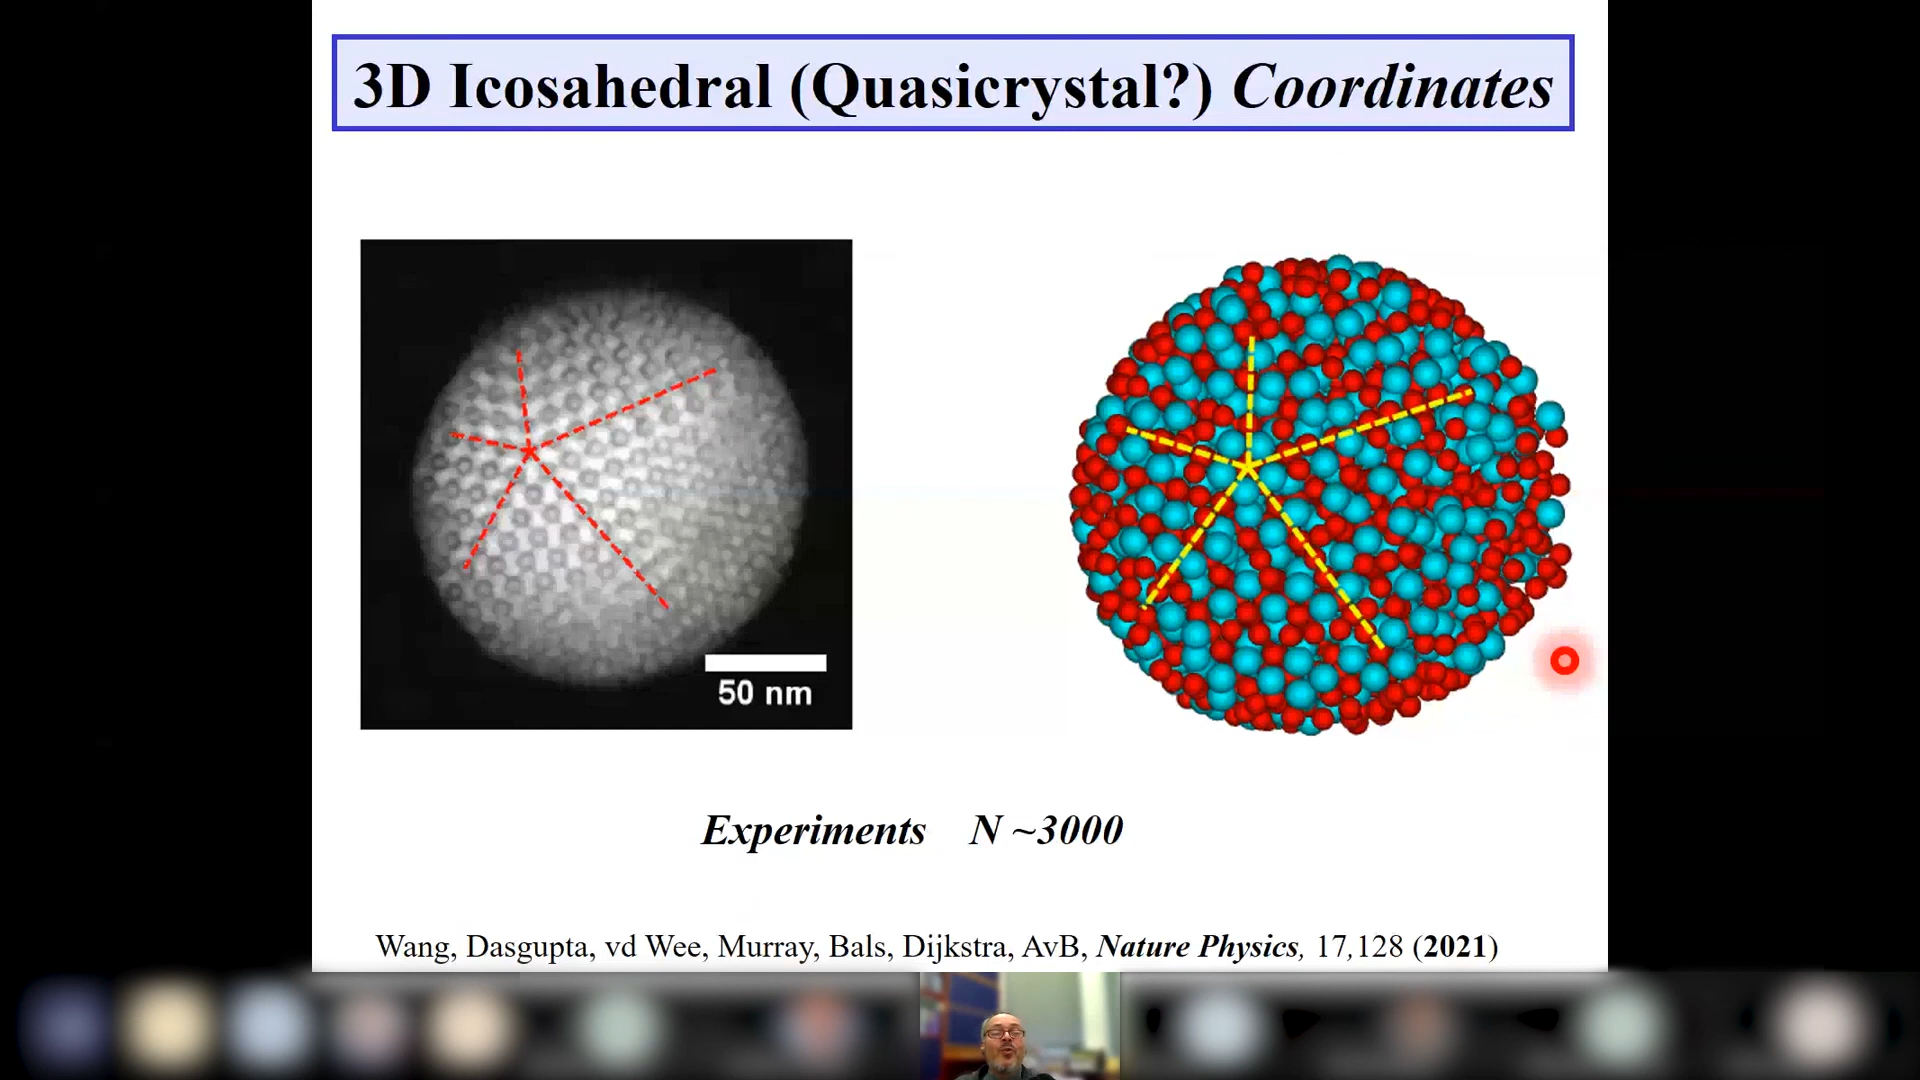 3D Icosahedral (Quasicrystal?) Coordinates
50 nm
Experiments N ~3000
Wang, Dasgupta, vd Wee, Murray, Bals, Dijkstra, AvB, Nature Physics, 17,128 (2021)